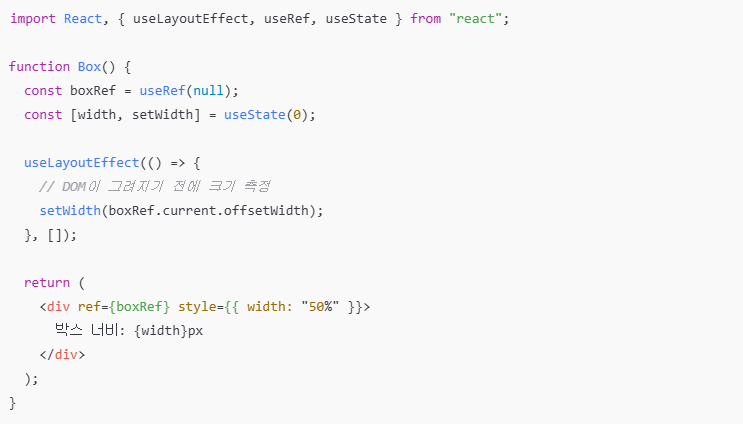 import React, { useLayoutEffect, useRef, useState } from "react";
function Box() {
const boxRef = useRef(null);
const [width, setWidth] = useState(0);
useLayoutEffect(() => {
// DOM이 그려지기 전에 크기 측정
setWidth(boxRef.current.offsetWidth);
}, []);
return (
<div ref={boxRef} style={{ width: "50%" }}>
박스 너비: {width}px
</div>
);
}